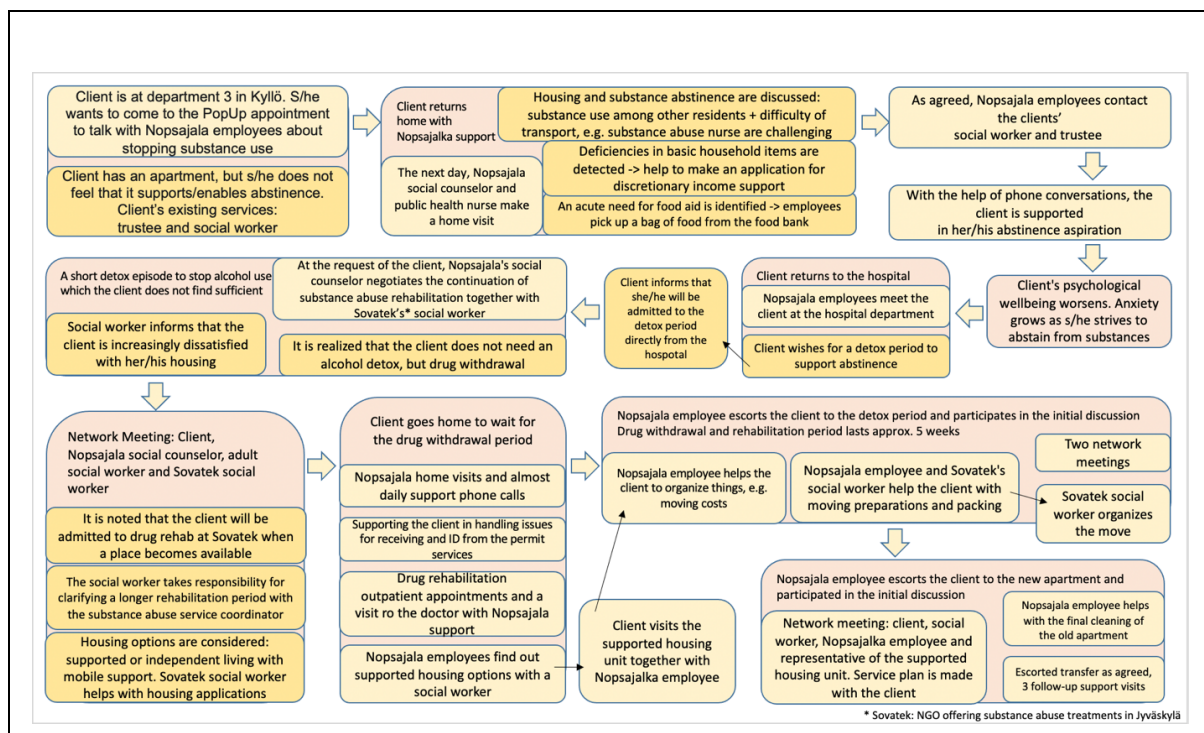 Client is at department 3 in Kyllö. S/he
wants to come to the PopUp appointment
to talk with Nopsajala employees about
stopping substance use
Client has an apartment, but s/he does not
feel that it supports/enables abstinence.
Client's existing services:
trustee and social worker
Client returns
home with
Nopsajalka support
The next day, Nopsajala
social counselor and
public health nurse make
a home visit
Housing and substance abstinence are discussed:
substance use among other residents + difficulty of
transport, e.g. substance abuse nurse are challenging
Deficiencies in basic household items are
detected -> help to make an application for
discretionary income support
An acute need for food aid is identified -> employees
pick up a bag of food from the food bank
As agreed, Nopsajala employees contact
the clients'
social worker and trustee
With the help of phone conversations, the
client is supported
in her/his abstinence aspiration
Client's psychological
wellbeing worsens. Anxiety
grows as s/he strives to
abstain from substances
Client returns to the hospital
Nopsajala employees meet the
client at the hospital department
Client wishes for a detox period to
support abstinence
Client informs that
she/he will be
admitted to the
detox period
directly from the
hospotal
A short detox episode to stop alcohol use
which the client does not find sufficient
At the request of the client, Nopsajala's social
counselor negotiates the continuation of
substance abuse rehabilitation together with
Sovatek's* social worker
Social worker informs that the
client is increasingly dissatisfied
with her/his housing
It is realized that the client does not need an
alcohol detox, but drug withdrawal
Network Meeting: Client,
Nopsajala social counselor, adult
social worker and Sovatek social
worker
It is noted that the client will be
admitted to drug rehab at Sovatek when
a place becomes available
The social worker takes responsibility for
clarifying a longer rehabilitation period with
the substance abuse service coordinator
Housing options are considered:
supported or independent living with
mobile support. Sovatek social worker
helps with housing applications
Client goes home to wait for
the drug withdrawal period
Nopsajala home visits and almost
daily support phone calls
Supporting the client in handling issues
for receiving and ID from the permit
services
Drug rehabilitation
outpatient appointments and a
visit ro the doctor with Nopsajala
support
Nopsajala employees find out
supported housing options with a
social worker
Client visits the
supported housing
unit together with
Nopsajalka employee
Nopsajala employee escorts the client to the detox period and participates in the initial discussion
Drug withdrawal and rehabilitation period lasts approx. 5 weeks
Nopsajala employee helps the
client to organize things, e.g.
moving costs
Nopsajala employee and Sovatek's
social worker help the client with
moving preparations and packing
Two network
meetings
Sovatek social
worker organizes
the move
Nopsajala employee escorts the client to the new apartment and
participated in the initial discussion
Network meeting: client, social
worker, Nopsajalka employee and
representative of the supported
housing unit. Service plan is made
with the client
Nopsajala employee helps
with the final cleaning of
the old apartment
Escorted transfer as agreed,
3 follow-up support visits
* Sovatek: NGO offering substance abuse treatments in Jyväskylä